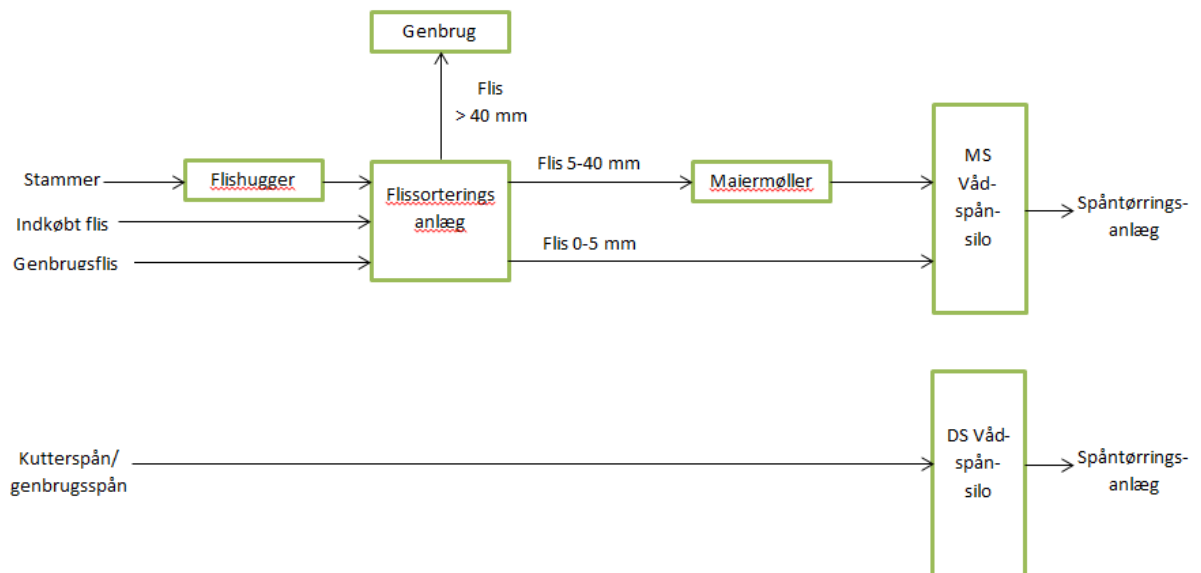 Genbrug
Flis
> 40 mm
Stammer
Flishugger
Indkøbt flis
Genbrugsflis
Flissorterings
anlæg
Flis 5-40 mm
Maiermøller
Flis 0-5 mm
MS
Våd-
spån-
silo
Spåntørrings-
anlæg
Kutterspån/
genbrugsspån
DS Våd-
spån-
silo
Spåntørrings-
anlæg